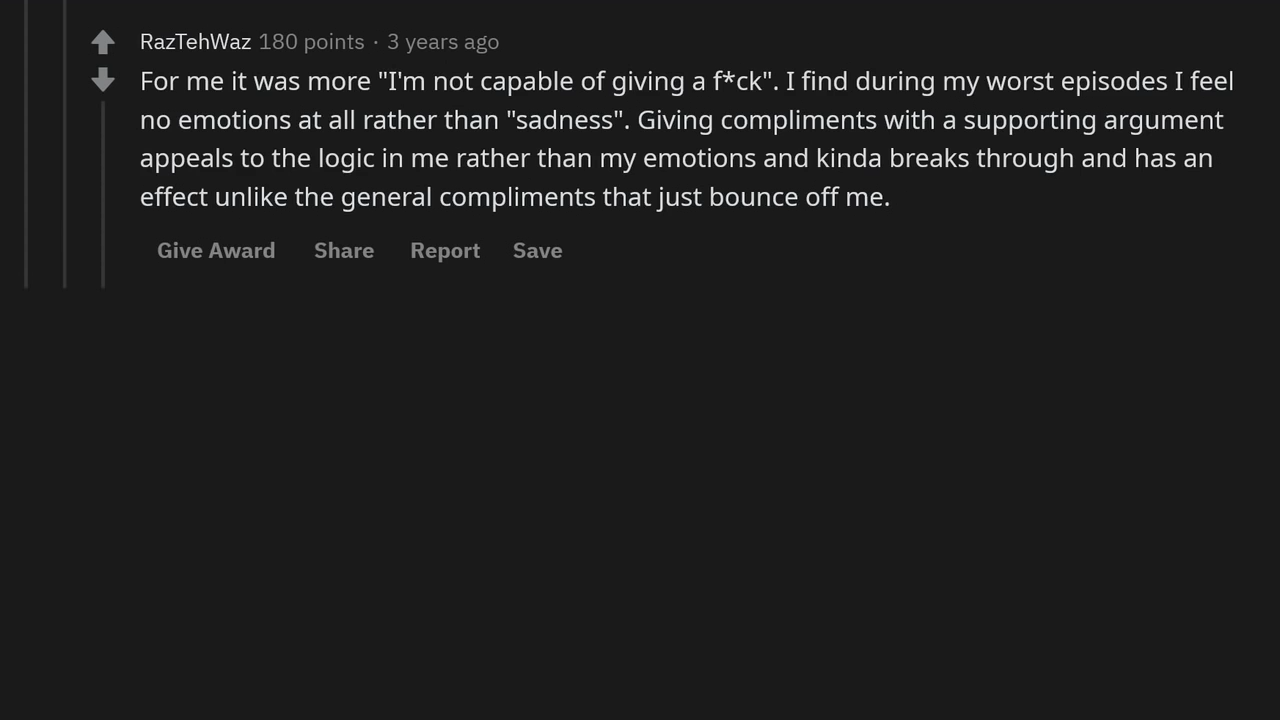 RazTehWaz 180 points · 3 years ago
For me it was more "I'm not capable of giving a f*ck". I find during my worst episodes I feel
no emotions at all rather than "sadness". Giving compliments with a supporting argument
appeals to the logic in me rather than my emotions and kinda breaks through and has an
effect unlike the general compliments that just bounce off me.
Give Award Share Report Save